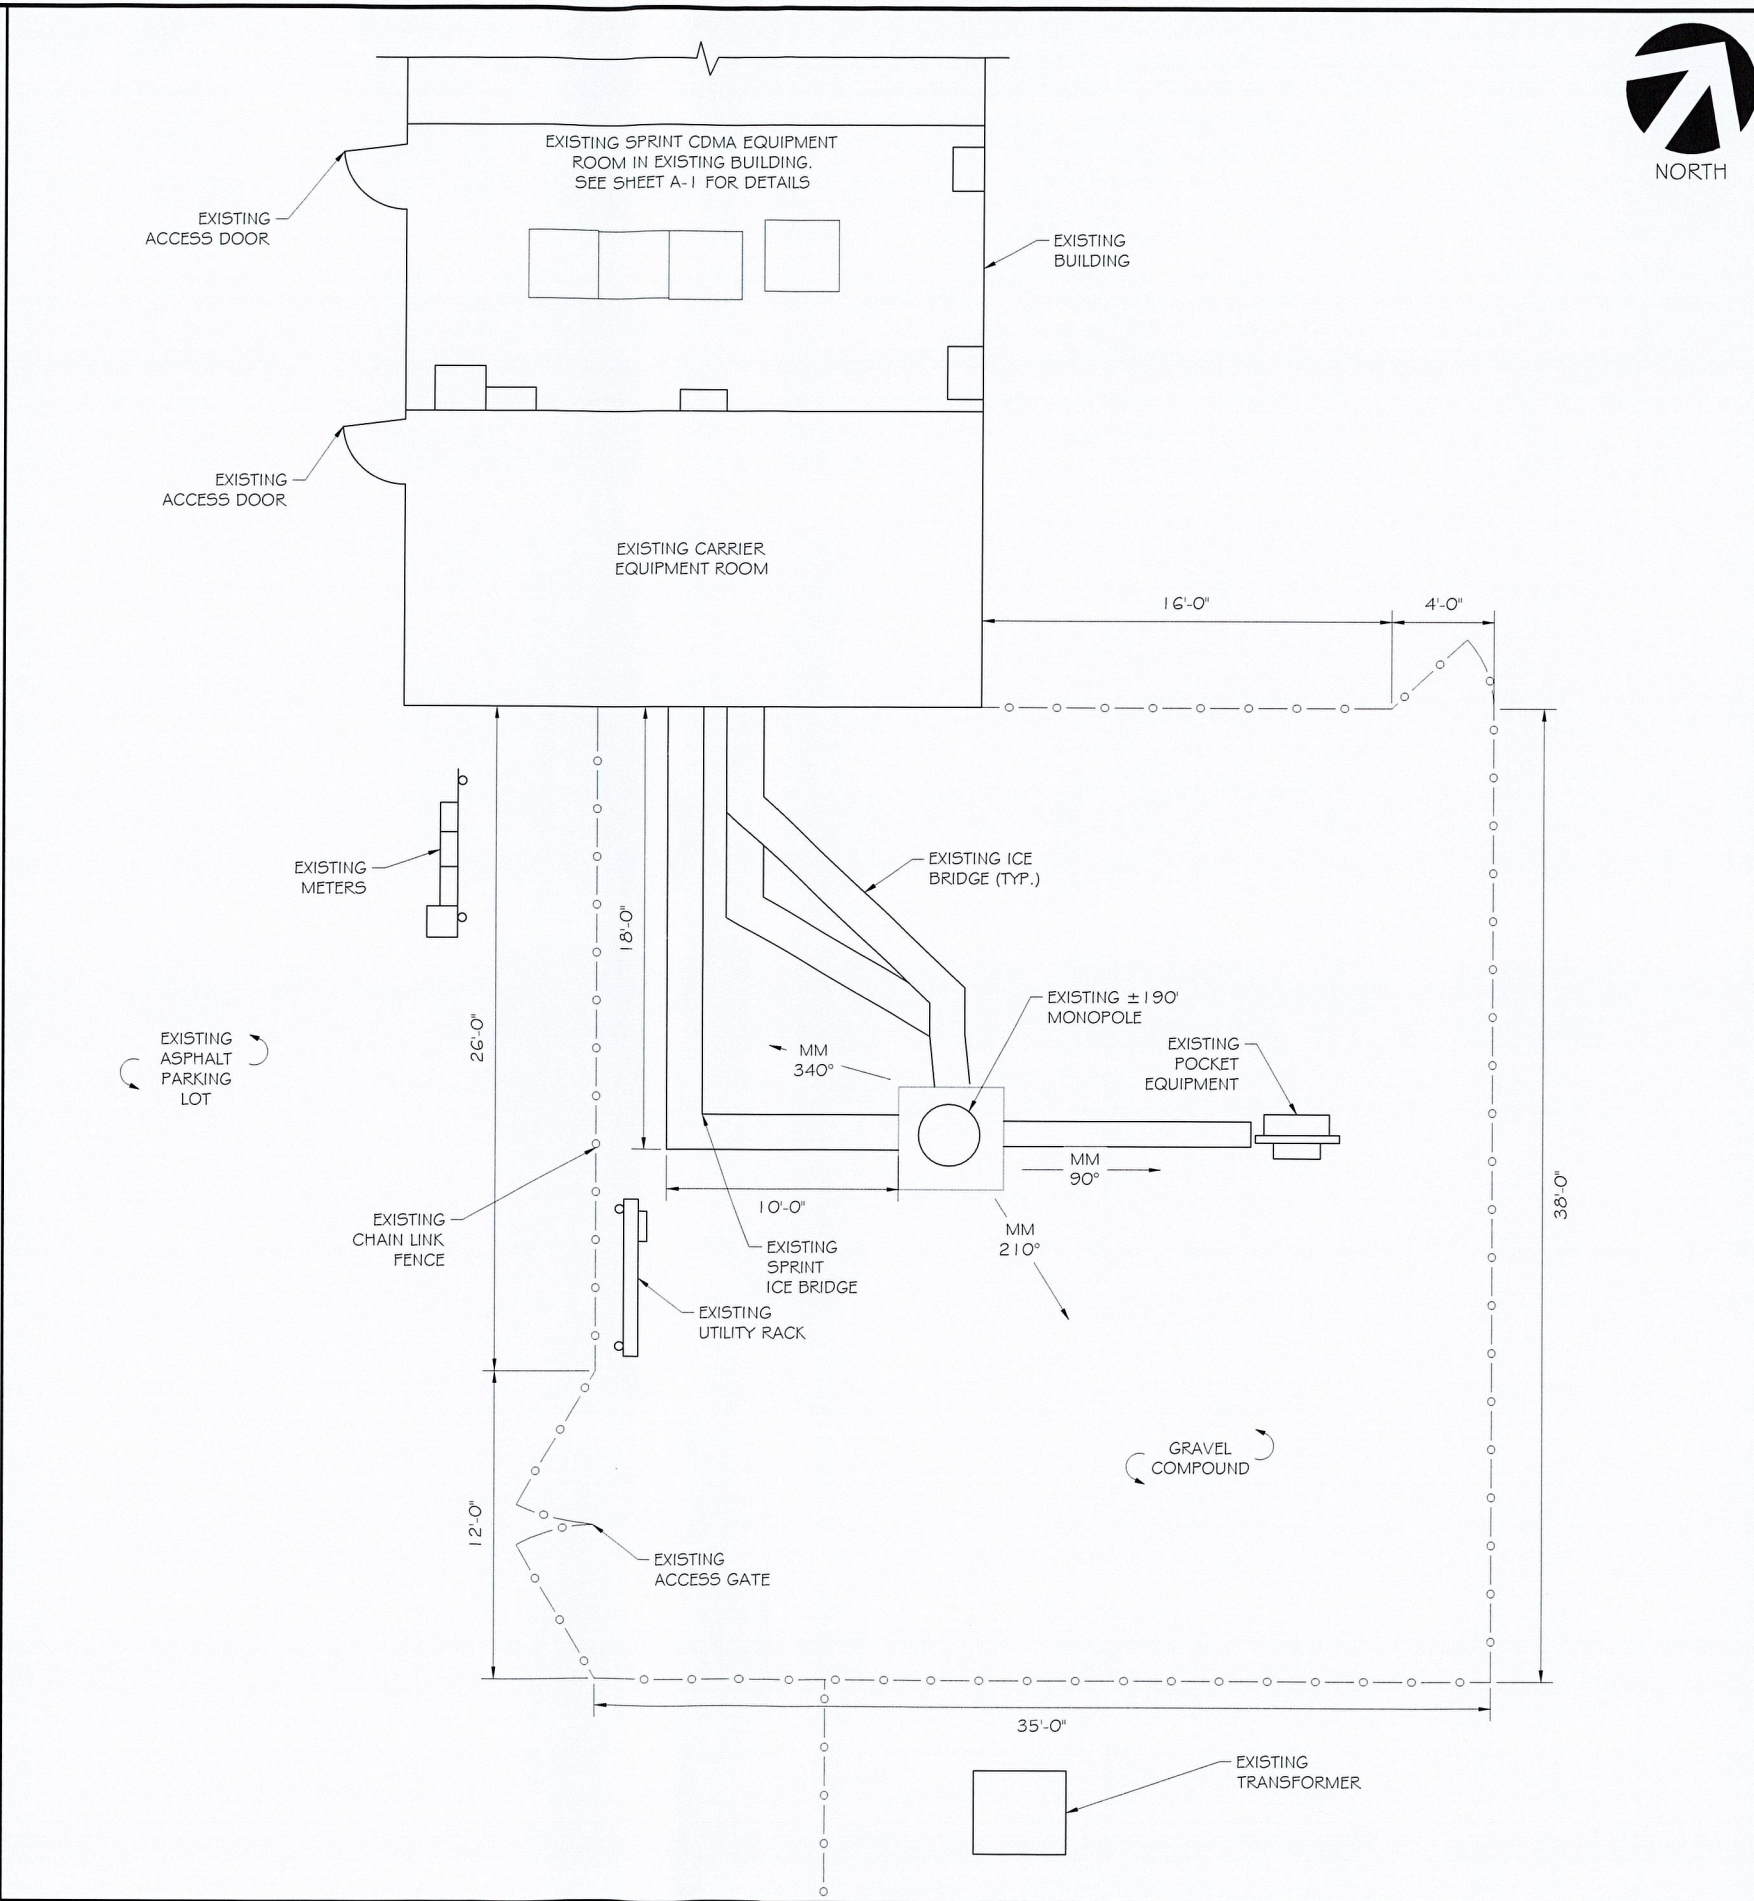 NORTH
EXISTING SPRINT CDMA EQUIPMENT
ROOM IN EXISTING BUILDING.
SEE SHEET A-1 FOR DETAILS
EXISTING
ACCESS DOOR
EXISTING
BUILDING
EXISTING
ACCESS DOOR
EXISTING CARRIER
EQUIPMENT ROOM
16'-0"
4'-0"
EXISTING
METERS
EXISTING ICE
BRIDGE (TYP.)
18'-0"
26'-0"
EXISTING ±190'
MONOPOLE
EXISTING
ASPHALT
PARKING
LOT
MM
340°
EXISTING
POCKET
EQUIPMENT
MM
90°
38'-0"
10'-0"
EXISTING
CHAIN LINK
FENCE
MM
210°
EXISTING
SPRINT
ICE BRIDGE
EXISTING
UTILITY RACK
GRAVEL
COMPOUND
12'-0"
EXISTING
ACCESS GATE
35'-0"
EXISTING
TRANSFORMER